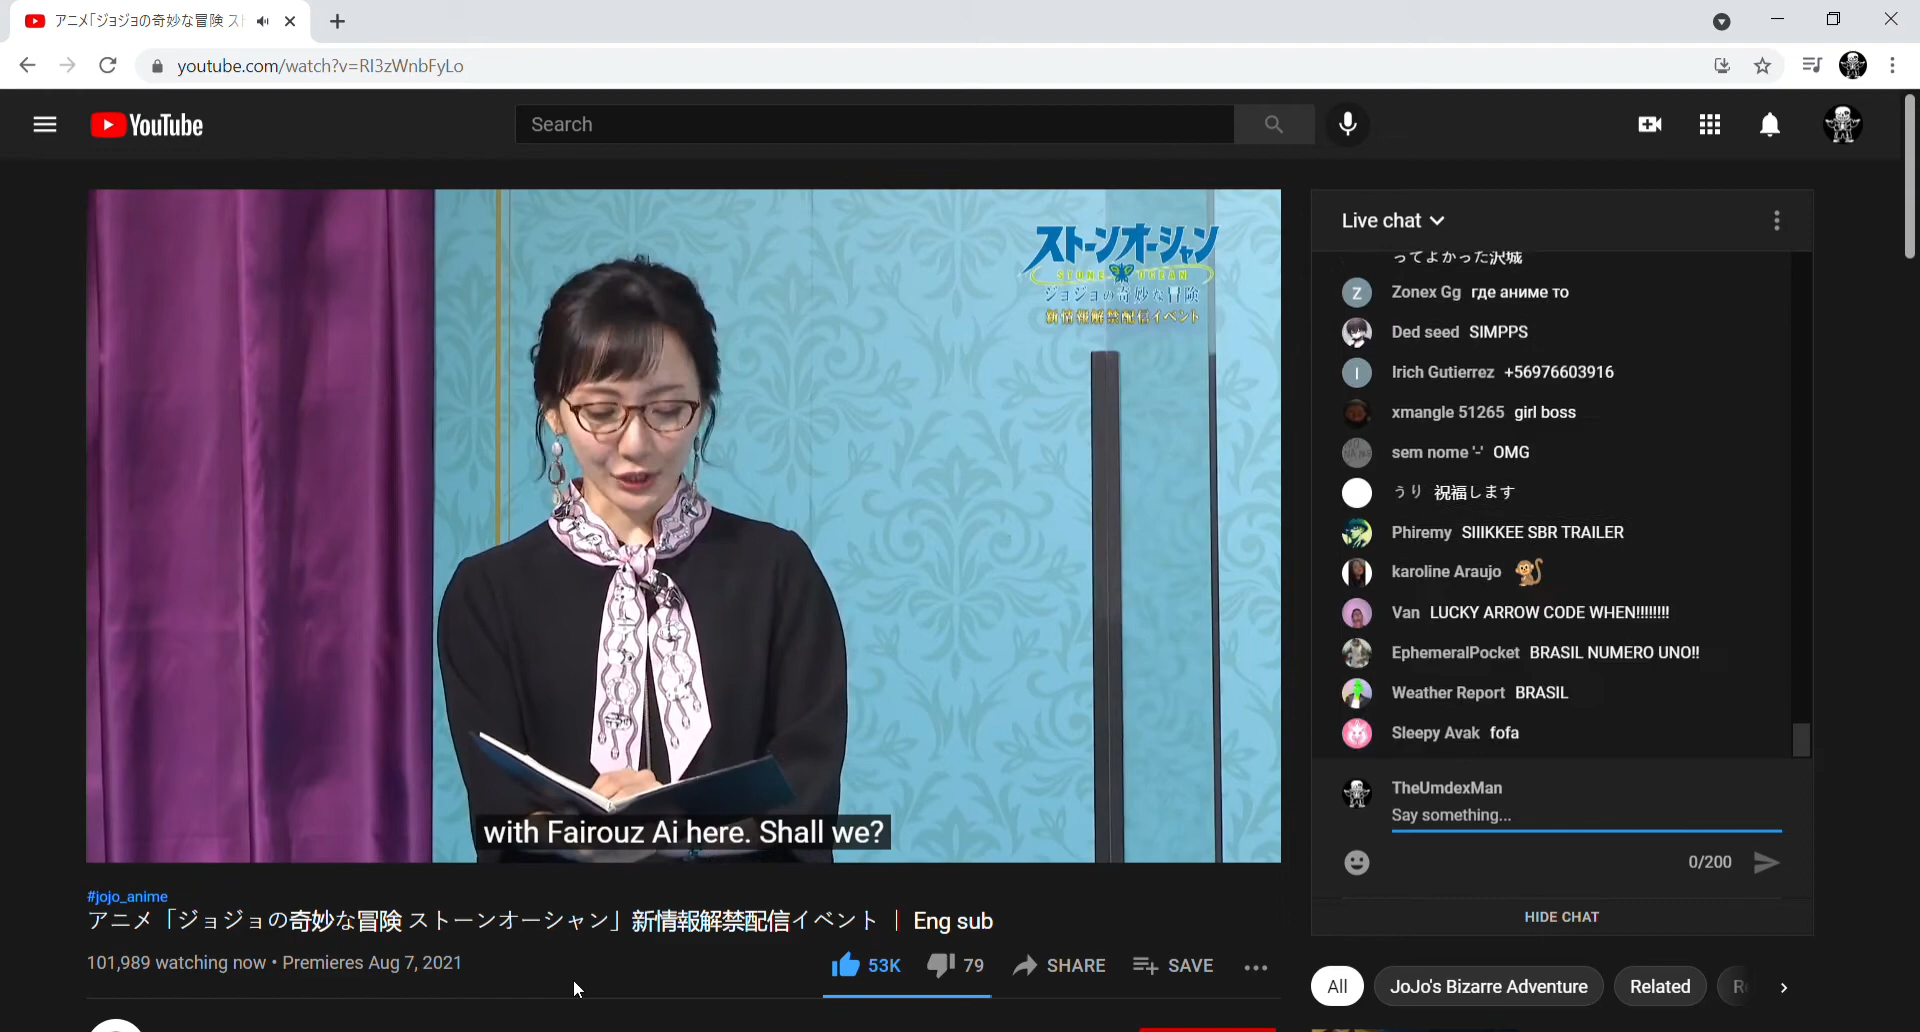 アニメ「ジョジョの奇妙な冒険 スト
youtube.com/watch?v=RI3zWnbFyLo
YouTube
Search
ストーンオーシャン
STONE OCEAN
ジョジョの奇妙な冒険
新情報解禁配信イベント
with Fairouz Ai here. Shall we?
#jojo_anime
アニメ「ジョジョの奇妙な冒険 ストーンオーシャン」新情報解禁配信イベント ｜ Eng sub
101,989 watching now • Premieres Aug 7, 2021
53K
79
SHARE
SAVE
Live chat
ってよかった沢城
Z
Zonex Gg где аниме то
Ded seed SIMPPS
I
Irich Gutierrez +56976603916
xmangle 51265 girl boss
sem nome '-' OMG
うり 祝福します
Phiremy SIIIKKEE SBR TRAILER
karoline Araujo
Van LUCKY ARROW CODE WHEN!!!!!!!!
EphemeralPocket BRASIL NUMERO UNO!!
Weather Report BRASIL
Sleepy Avak fofa
TheUmdexMan
Say something...
0/200
HIDE CHAT
All
JoJo's Bizarre Adventure
Related